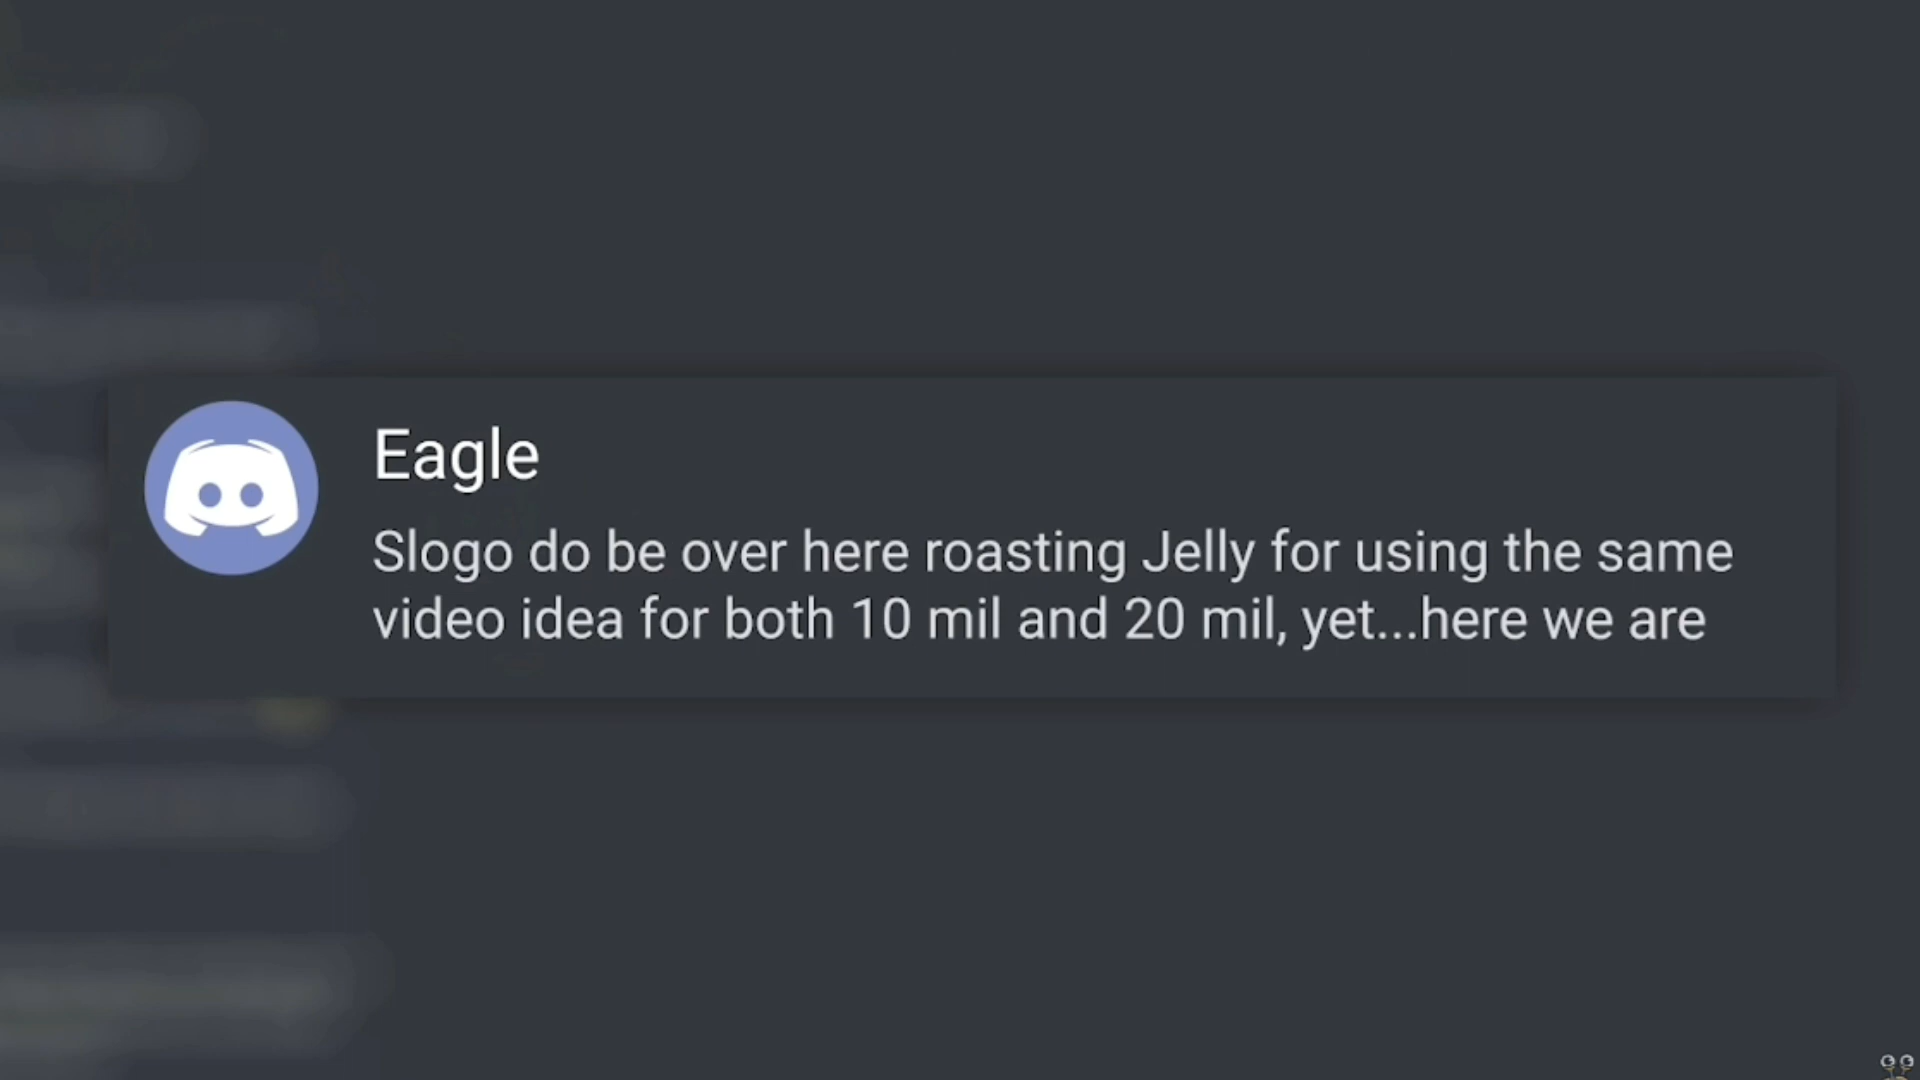 Eagle
Slogo do be over here roasting Jelly for using the same
video idea for both 10 mil and 20 mil, yet...here we are